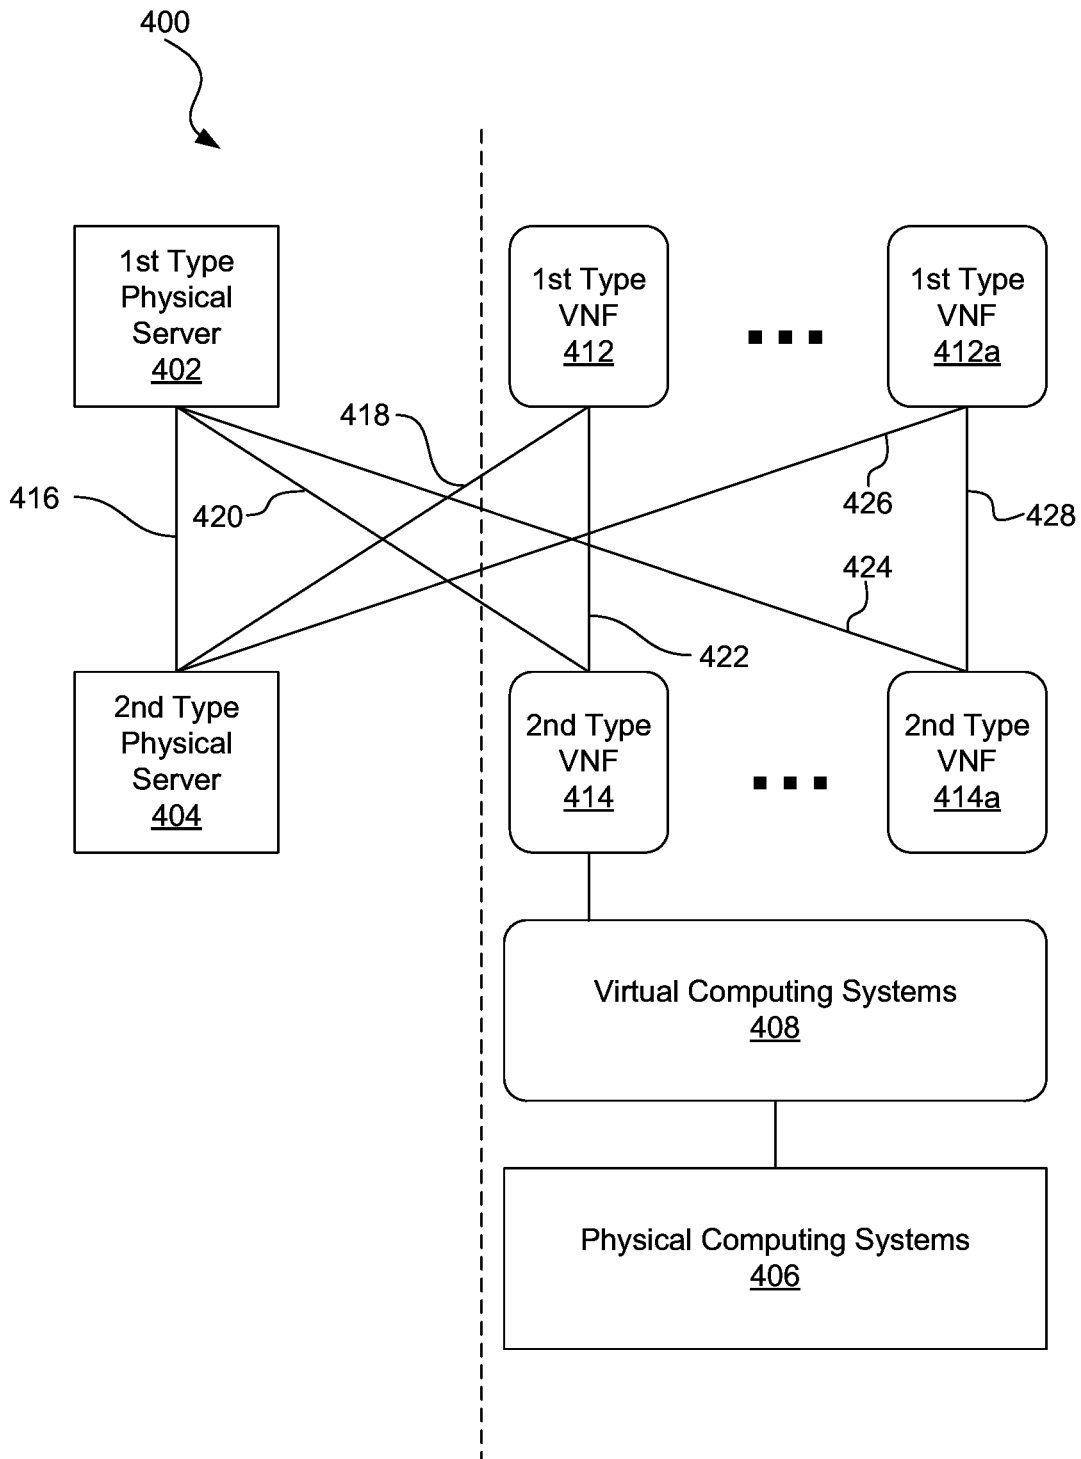 400
1st Type
Physical
Server
402
1st Type
VNF
412
1st Type
VNF
412a
418
416
420
426
428
424
422
2nd Type
Physical
Server
404
2nd Type
VNF
414
2nd Type
VNF
414a
Virtual Computing Systems
408
Physical Computing Systems
406